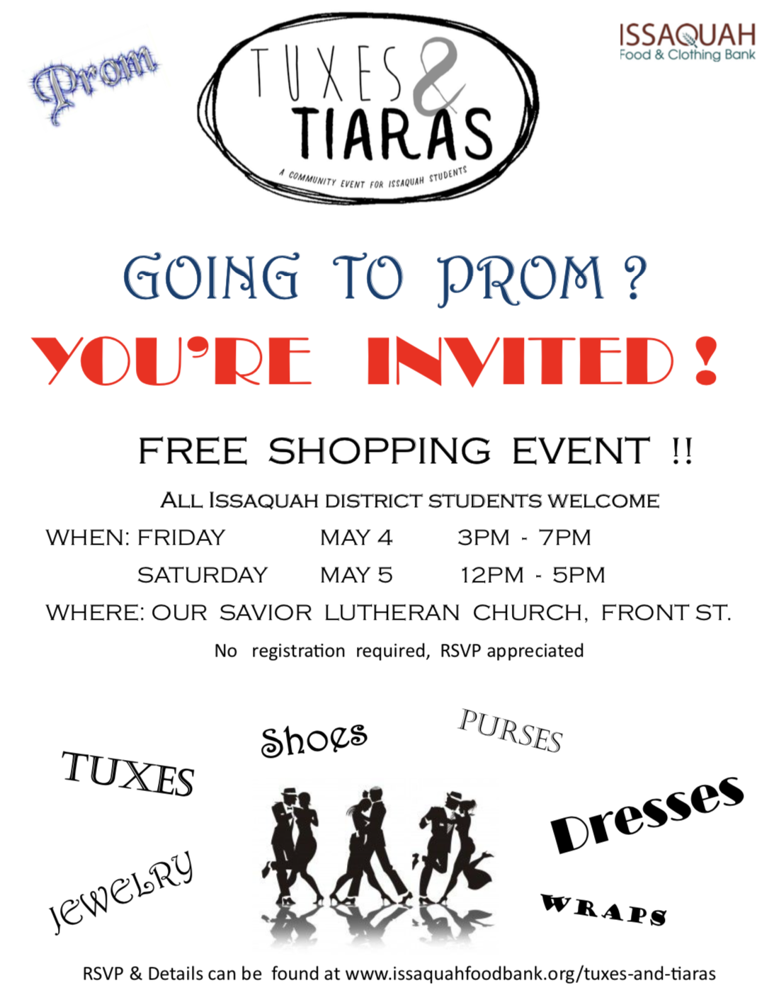 Prom
TUXES &
TIARAS
A COMMUNITY EVENT FOR ISSAQUAH STUDENTS
ISSAQUAH
Food & Clothing Bank
GOING TO PROM ?
YOU'RE INVITED !
FREE SHOPPING EVENT !!
ALL ISSAQUAH DISTRICT STUDENTS WELCOME
WHEN: FRIDAY MAY 4 3PM - 7PM
SATURDAY MAY 5 12PM - 5PM
WHERE: OUR SAVIOR LUTHERAN CHURCH, FRONT ST.
No registration required, RSVP appreciated
TUXES
Shoes
PURSES
Dresses
JEWELRY
WRAPS
RSVP & Details can be found at www.issaquahfoodbank.org/tuxes-and-tiaras